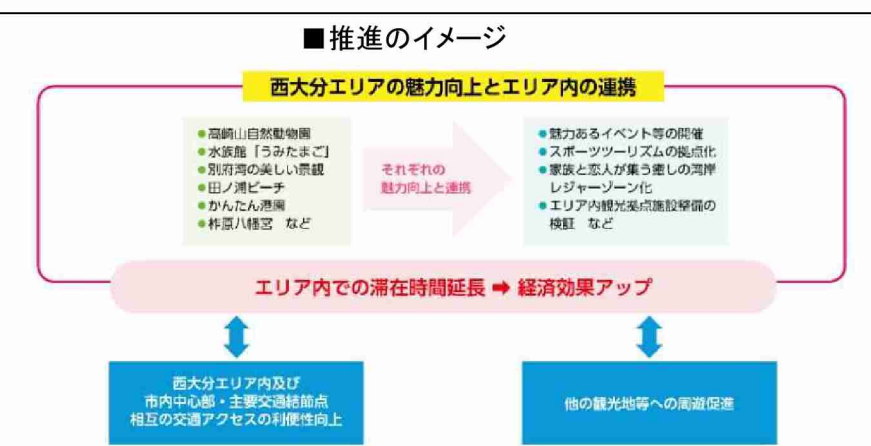 ■推進のイメージ
西大分エリアの魅力向上とエリア内の連携
●高崎山自然動物園
●水族館「うみたまご」
●別府湾の美しい景観
●田ノ浦ビーチ
●かんたん港園
●柞原八幡宮 など
それぞれの
魅力向上と連携
●魅力あるイベント等の開催
●スポーツツーリズムの拠点化
●家族と恋人が集う癒しの湾岸
レジャーゾーン化
●エリア内観光拠点施設整備の
検証 など
エリア内での滞在時間延長➡経済効果アップ
西大分エリア内及び
市内中心部・主要交通結節点
相互の交通アクセスの利便性向上
他の観光地等への周遊促進